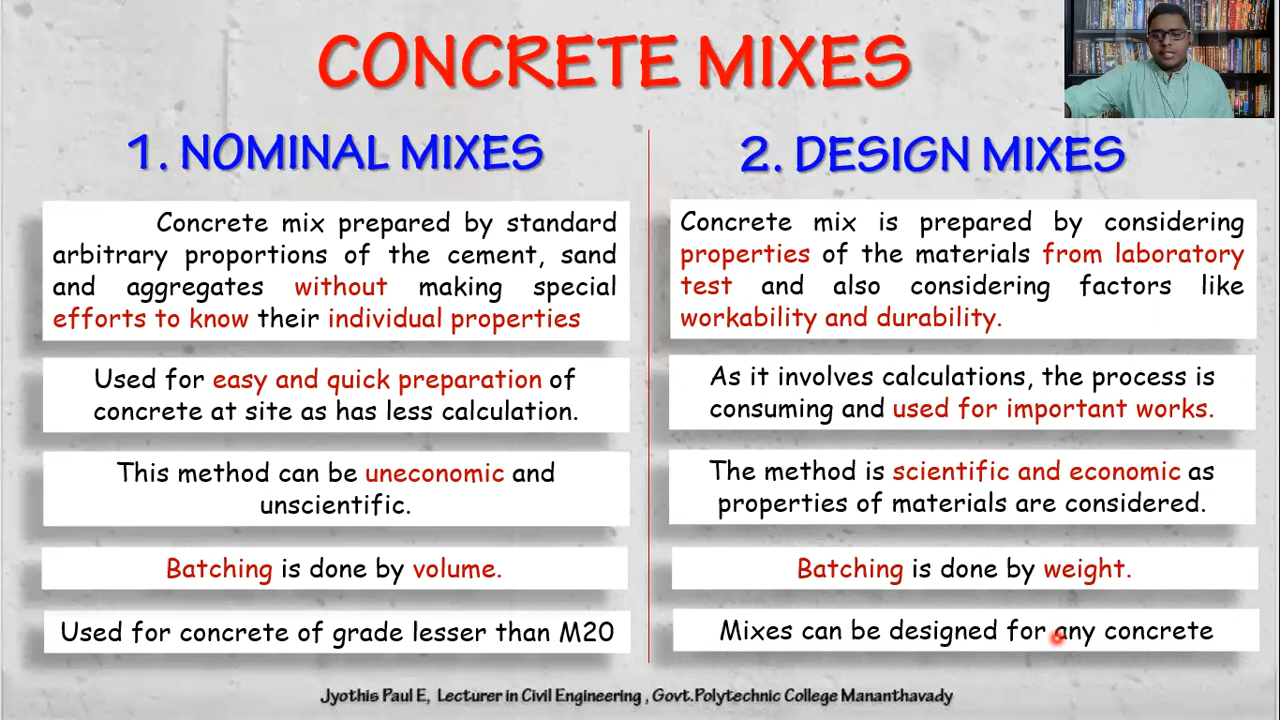 CONCRETE MIXES
1. NOMINAL MIXES
Concrete mix prepared by standard
arbitrary proportions of the cement, sand
and aggregates without making special
efforts to know their individual properties
Used for easy and quick preparation of
concrete at site as has less calculation.
This method can be uneconomic and
unscientific.
Batching is done by volume.
Used for concrete of grade lesser than M20
2. DESIGN MIXES
Concrete mix is prepared by considering
properties of the materials from laboratory
test and also considering factors like
workability and durability.
As it involves calculations, the process is
consuming and used for important works.
The method is scientific and economic as
properties of materials are considered.
Batching is done by weight.
Mixes can be designed for any concrete
Jyothis Paul E, Lecturer in Civil Engineering , Govt.Polytechnic College Mananthavady